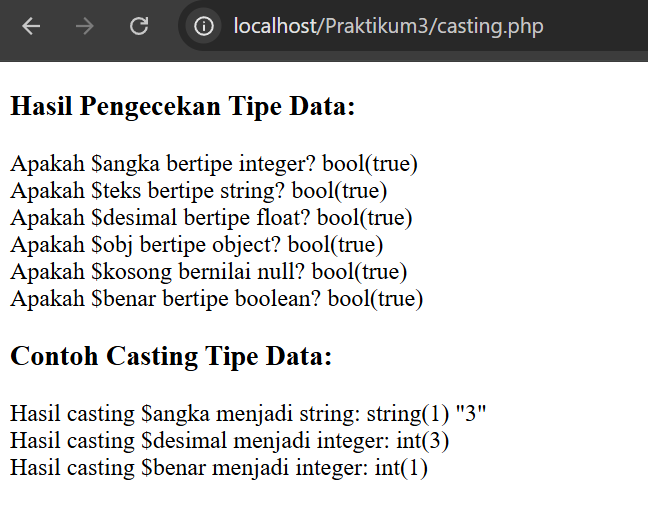 localhost/Praktikum3/casting.php
Hasil Pengecekan Tipe Data:
Apakah $angka bertipe integer? bool(true)
Apakah $teks bertipe string? bool(true)
Apakah $desimal bertipe float? bool(true)
Apakah $obj bertipe object? bool(true)
Apakah $kosong bernilai null? bool(true)
Apakah $benar bertipe boolean? bool(true)
Contoh Casting Tipe Data:
Hasil casting $angka menjadi string: string(1) "3"
Hasil casting $desimal menjadi integer: int(3)
Hasil casting $benar menjadi integer: int(1)